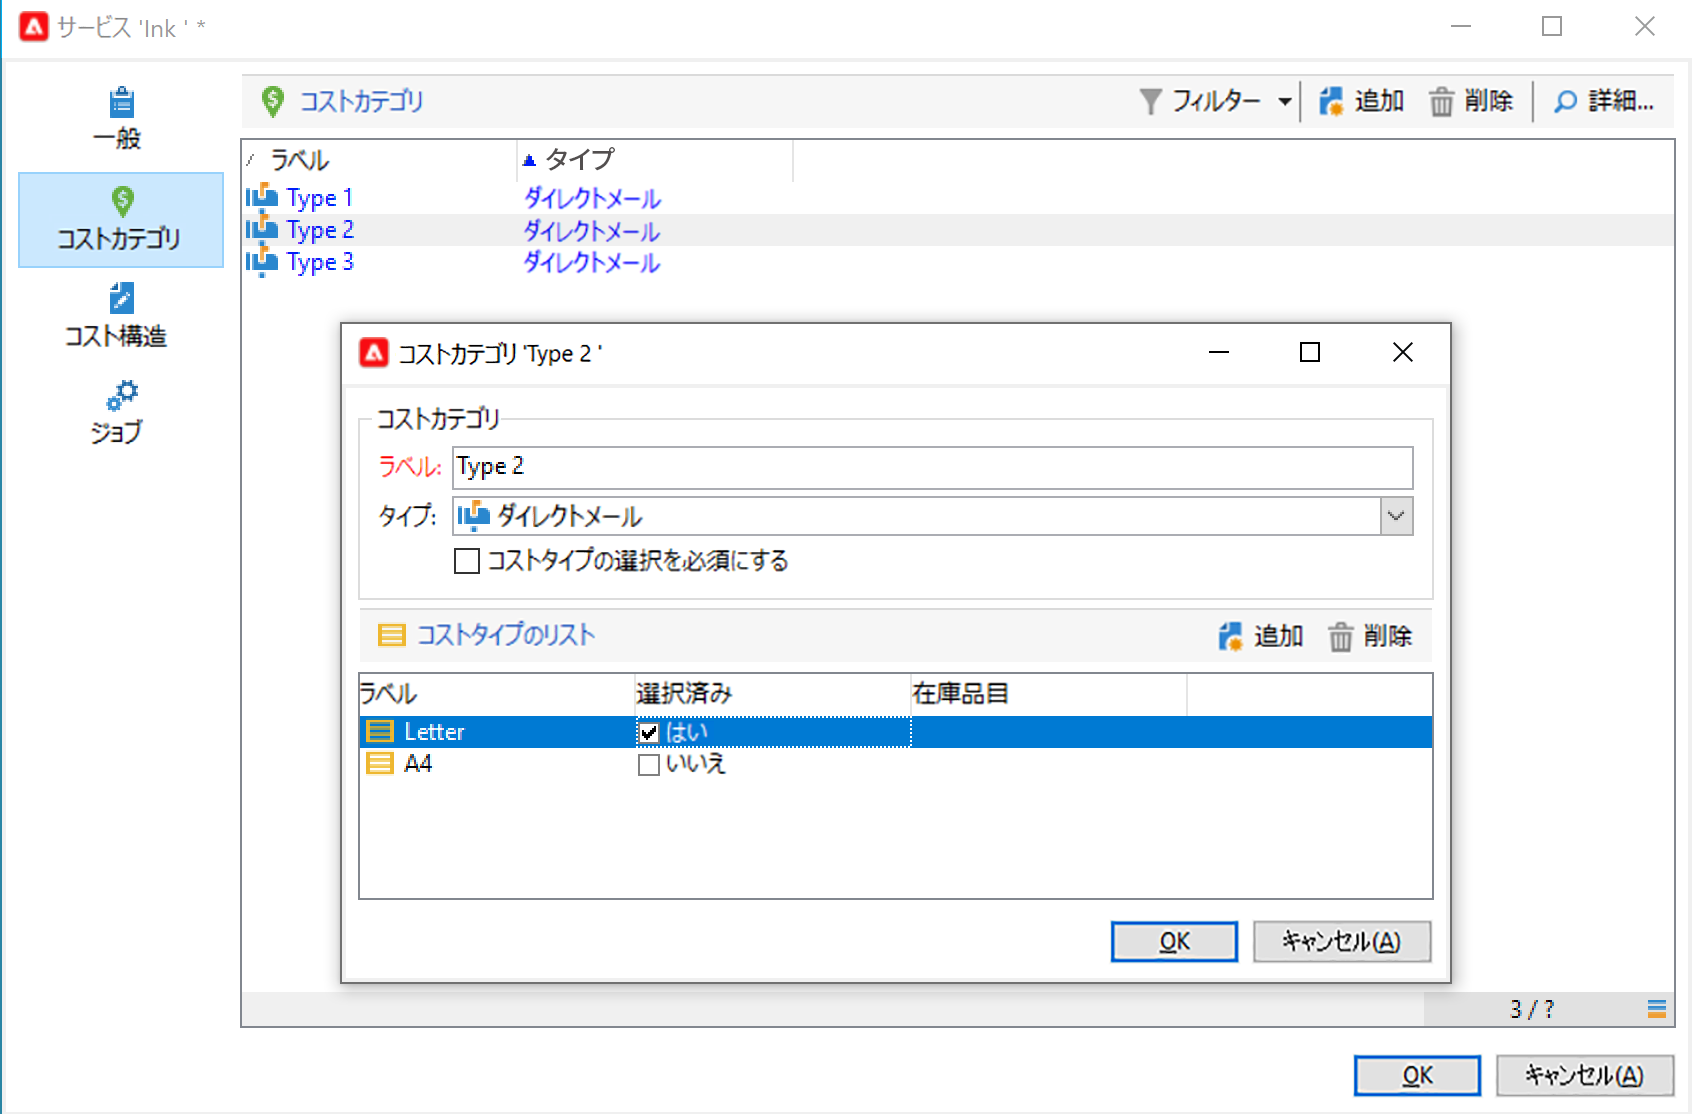 サービス 'Ink ' *
一般
コストカテゴリ
コスト構造
ジョブ
コストカテゴリ フィルター 追加 削除 詳細...
ラベル タイプ
Type 1 ダイレクトメール
Type 2 ダイレクトメール
Type 3 ダイレクトメール
コストカテゴリ 'Type 2 '
コストカテゴリ
ラベル: Type 2
タイプ: ダイレクトメール
コストタイプの選択を必須にする
コストタイプのリスト 追加 削除
ラベル 選択済み 在庫品目
Letter はい
A4 いいえ
OK キャンセル(A)
3 / ?
OK キャンセル(A)